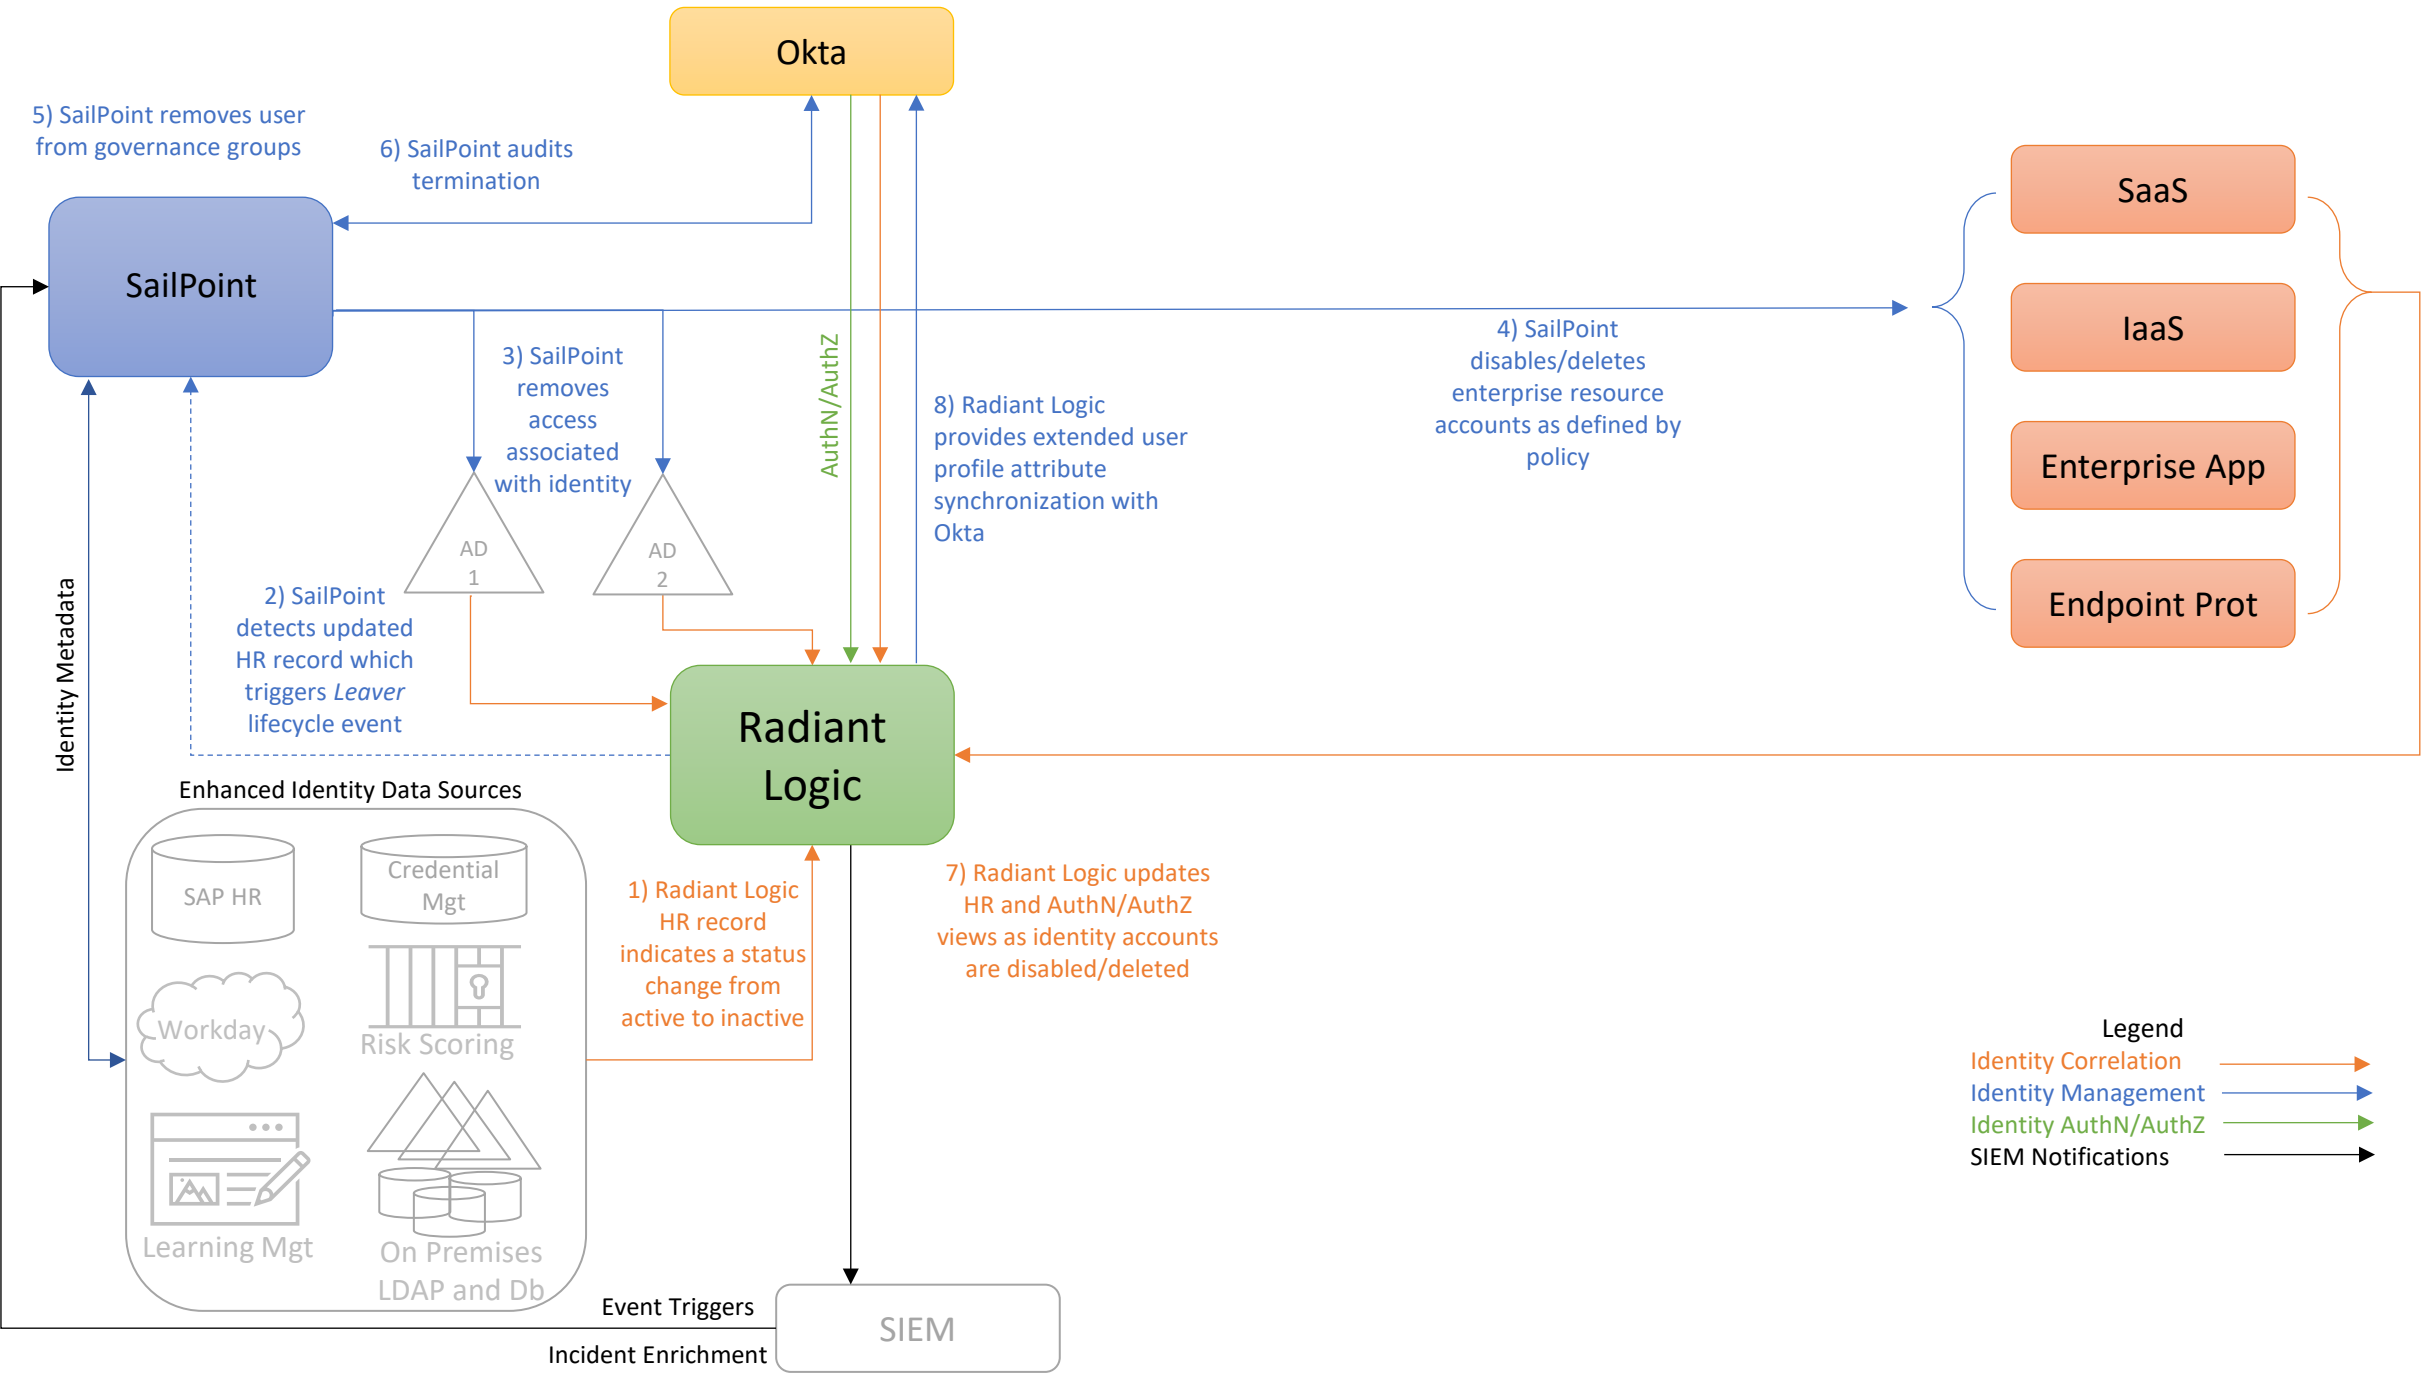 Okta
5) SailPoint removes user
from governance groups
6) SailPoint audits
termination
SailPoint
SaaS
IaaS
Enterprise App
Endpoint Prot
3) SailPoint
removes
access
associated
with identity
AuthN/AuthZ
8) Radiant Logic
provides extended user
profile attribute
synchronization with
Okta
4) SailPoint
disables/deletes
enterprise resource
accounts as defined by
policy
AD
1
AD
2
2) SailPoint
detects updated
HR record which
triggers Leaver
lifecycle event
Identity Metadata
Radiant
Logic
Enhanced Identity Data Sources
SAP HR
Credential
Mgt
Workday
Risk Scoring
Learning Mgt
On Premises
LDAP and Db
1) Radiant Logic
HR record
indicates a status
change from
active to inactive
7) Radiant Logic updates
HR and AuthN/AuthZ
views as identity accounts
are disabled/deleted
Legend
Identity Correlation
Identity Management
Identity AuthN/AuthZ
SIEM Notifications
Event Triggers
Incident Enrichment
SIEM